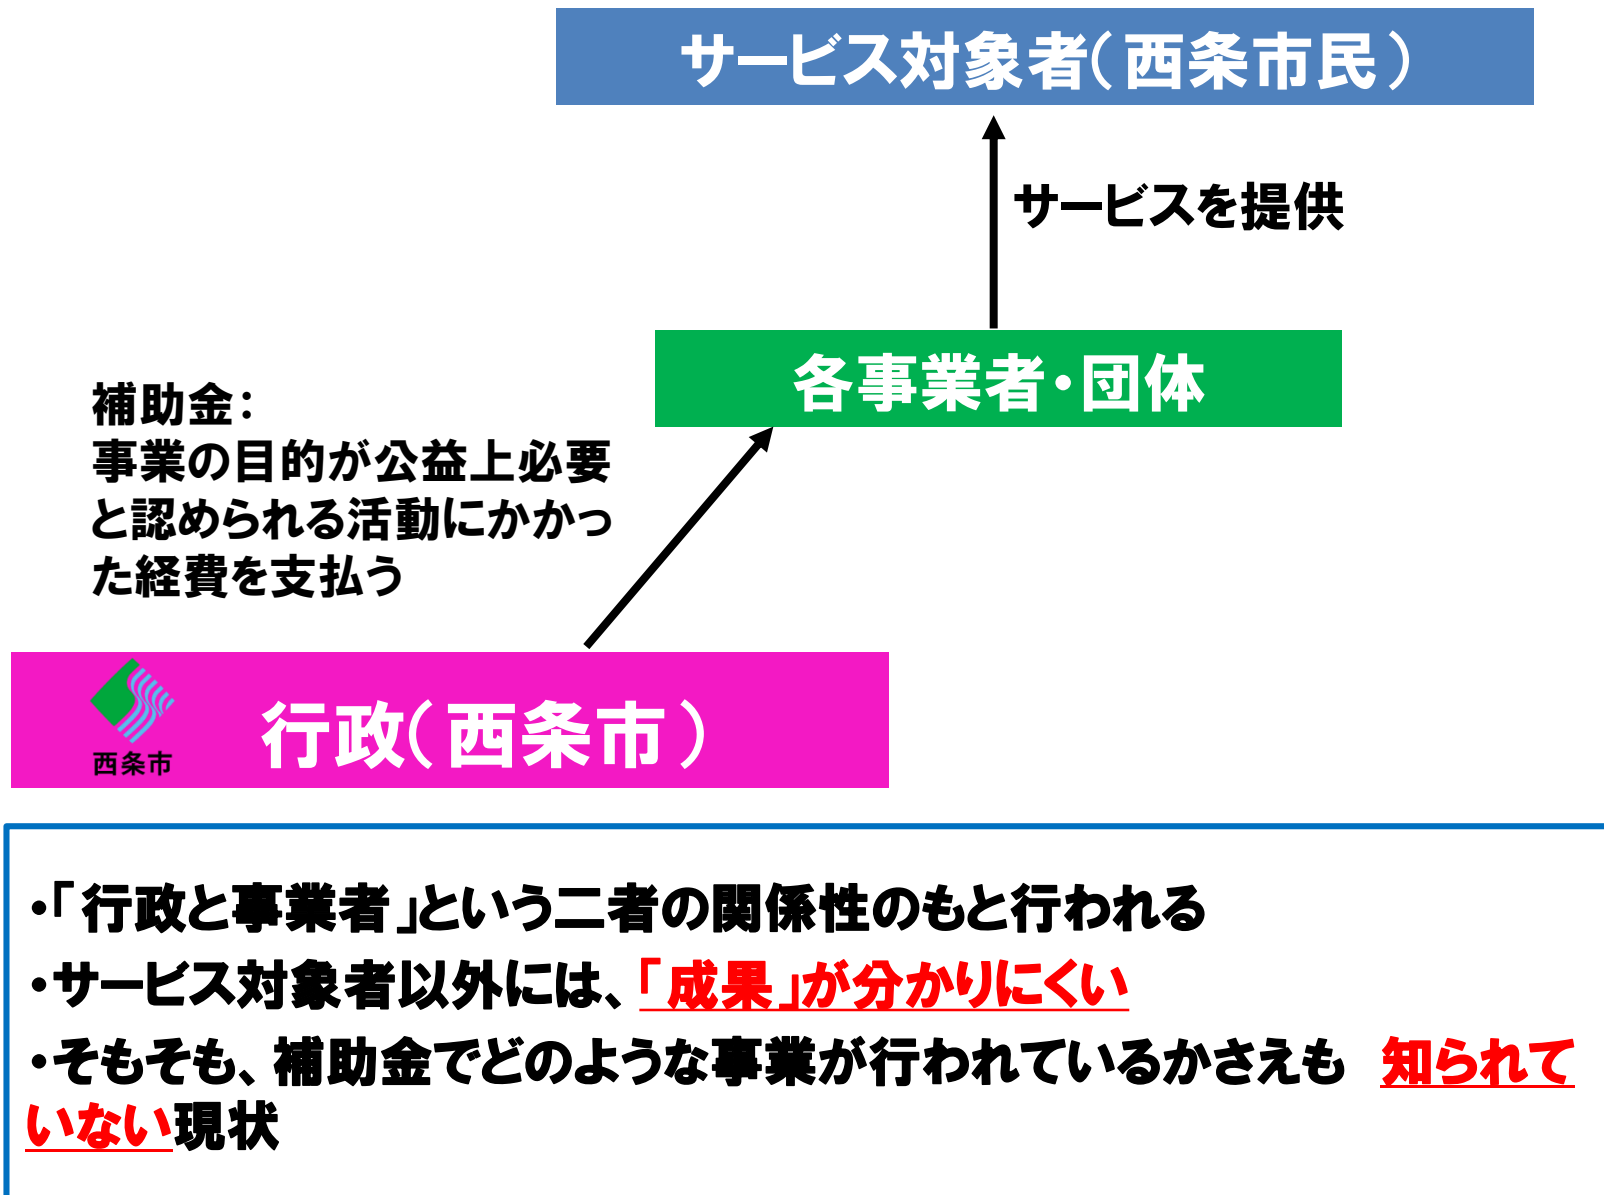 サービス対象者（西条市民）
サービスを提供
各事業者・団体
補助金：
事業の目的が公益上必要
と認められる活動にかかっ
た経費を支払う
西条市
行政（西条市）
・「行政と事業者」という二者の関係性のもと行われる
・サービス対象者以外には、「成果」が分かりにくい
・そもそも、補助金でどのような事業が行われているかさえも　知られて
いない現状